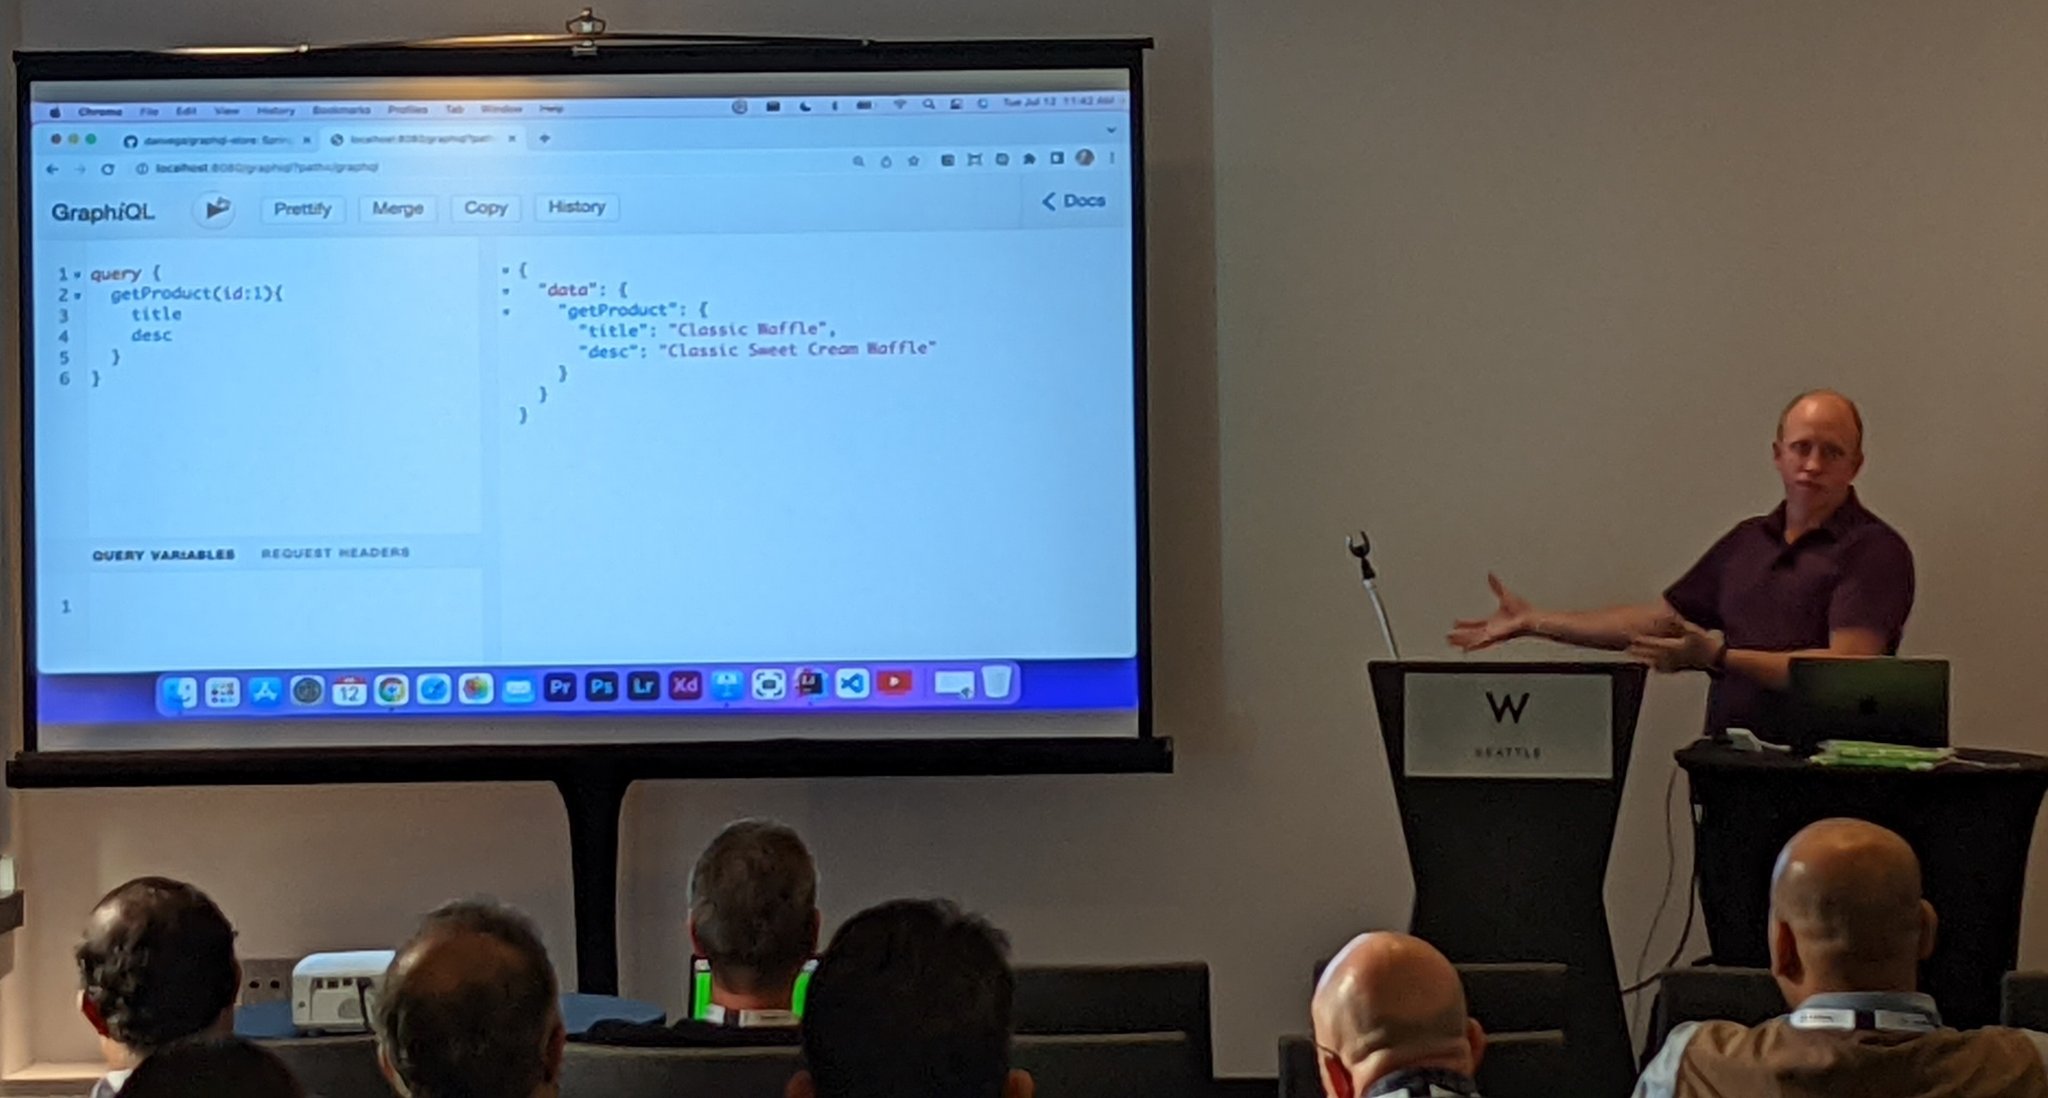 Chrome File Edit View History Bookmarks Profiles Tab Window Help Tue Jul 12 11:42 AM
danvega/graphql-store: Spring localhost:8080/graphiql?path=
localhost:8080/graphiql?path=/graphql
GraphiQL Prettify Merge Copy History Docs
1 query {
2 getProduct(id:1){
3 title
4 desc
5 }
6 }
{
"data": {
"getProduct": {
"title": "Classic Waffle",
"desc": "Classic Sweet Cream Waffle"
}
}
}
QUERY VARIABLES REQUEST HEADERS
1
12 Pr Ps Lr Xd
W
SEATTLE